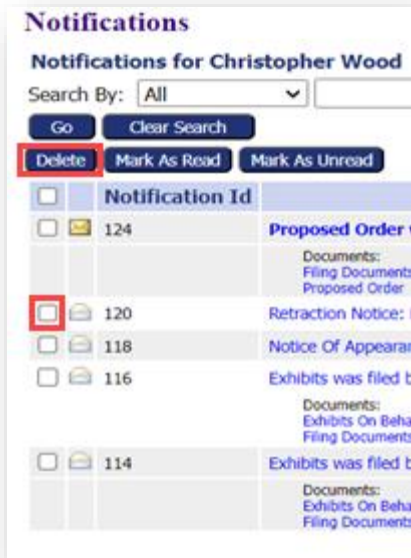 Notifications
Notifications for Christopher Wood
Search By: All
Go Clear Search
Delete Mark As Read Mark As Unread
Notification Id
124 Proposed Order
Documents:
Filing Documents
Proposed Order
120 Retraction Notice:
118 Notice Of Appearan
116 Exhibits was filed b
Documents:
Exhibits On Beha
Filing Documents
114 Exhibits was filed b
Documents:
Exhibits On Beha
Filing Documents